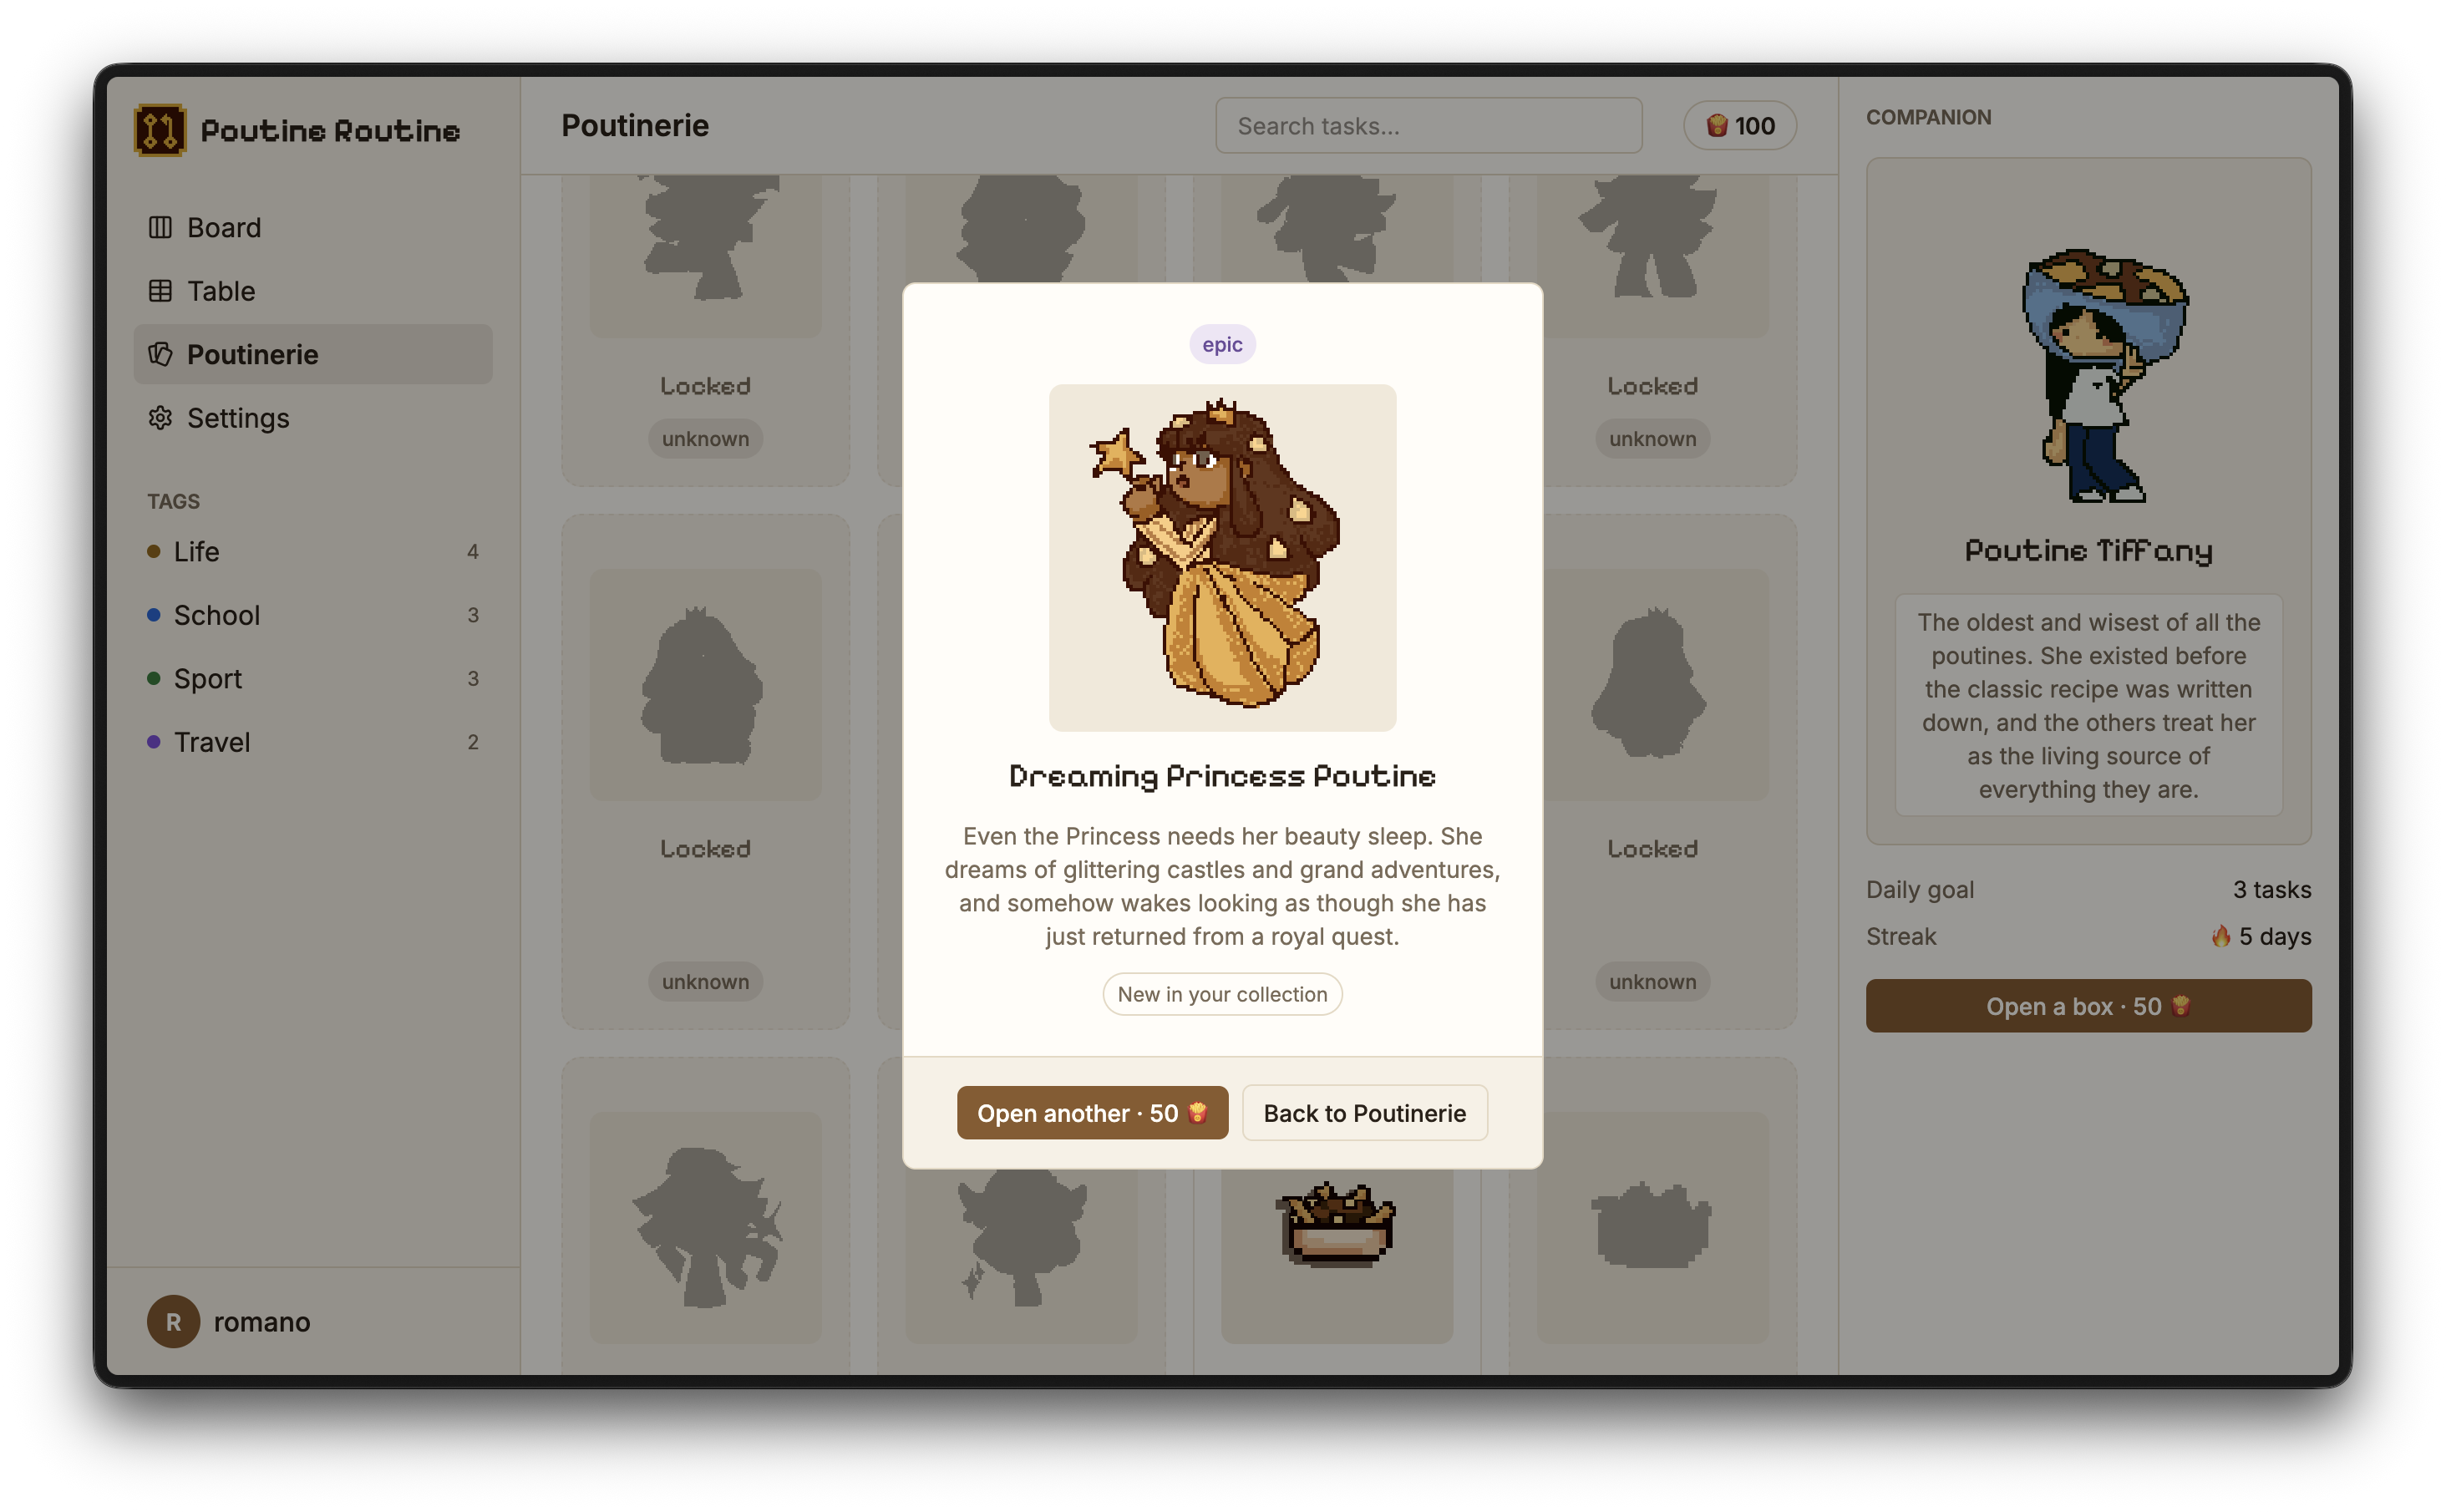 Poutine Routine
Board
Table
Poutinerie
Settings
TAGS
Life 4
School 3
Sport 3
Travel 2
R romano
Poutinerie
Search tasks...
🍟 100
Locked
unknown
Locked
unknown
Locked
unknown
Locked
unknown
epic
Dreaming Princess Poutine
Even the Princess needs her beauty sleep. She
dreams of glittering castles and grand adventures,
and somehow wakes looking as though she has
just returned from a royal quest.
New in your collection
Open another · 50 🍟
Back to Poutinerie
COMPANION
Poutine Tiffany
The oldest and wisest of all the
poutines. She existed before
the classic recipe was written
down, and the others treat her
as the living source of
everything they are.
Daily goal 3 tasks
Streak 🔥 5 days
Open a box · 50 🍟